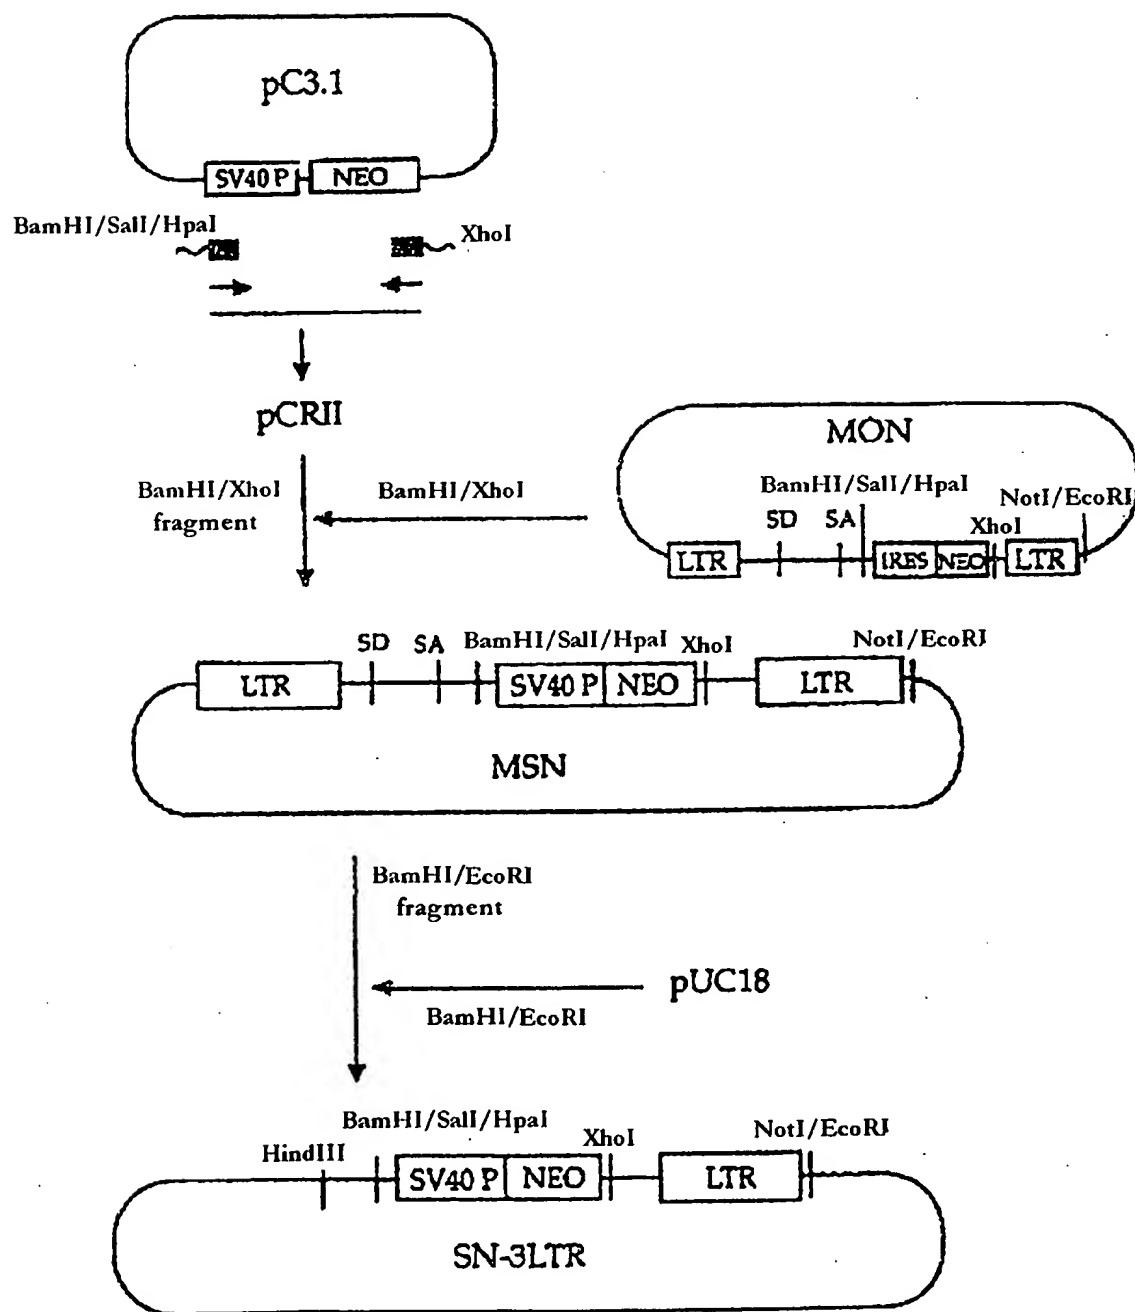 pC3.1
SV40 P
NEO
BamHI/SalI/HpaI
XhoI
pCRII
BamHI/XhoI
fragment
BamHI/XhoI
MON
BamHI/SalI/HpaI
NotI/EcoRI
SD
SA
XhoI
LTR
IRES
NEO
LTR
SD
SA
BamHI/SalI/HpaI
XhoI
NotI/EcoRI
LTR
SV40 P
NEO
LTR
MSN
BamHI/EcoRI
fragment
pUC18
BamHI/EcoRI
BamHI/SalI/HpaI
HindIII
XhoI
NotI/EcoRI
SV40 P
NEO
LTR
SN-3LTR